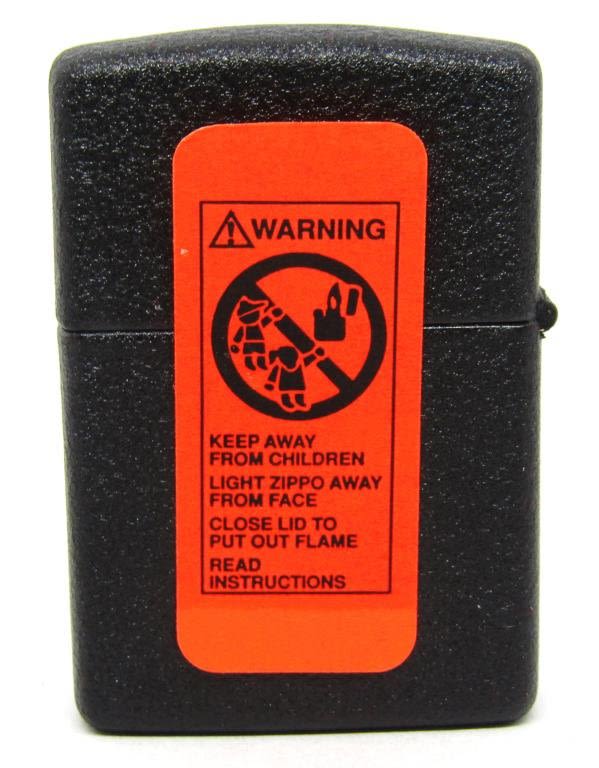 WARNING
KEEP AWAY
FROM CHILDREN
LIGHT ZIPPO AWAY
FROM FACE
CLOSE LID TO
PUT OUT FLAME
READ
INSTRUCTIONS